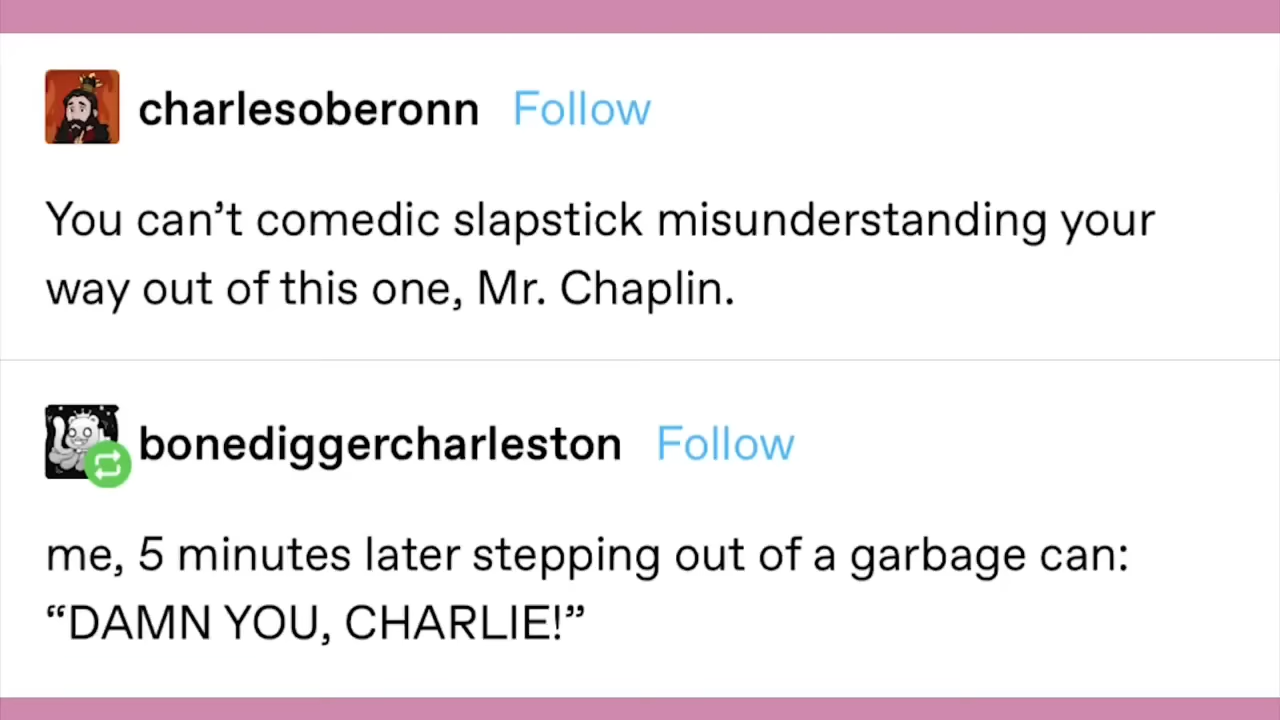 charlesoberonn Follow
You can’t comedic slapstick misunderstanding your
way out of this one, Mr. Chaplin.
bonediggercharleston Follow
me, 5 minutes later stepping out of a garbage can:
“DAMN YOU, CHARLIE!”